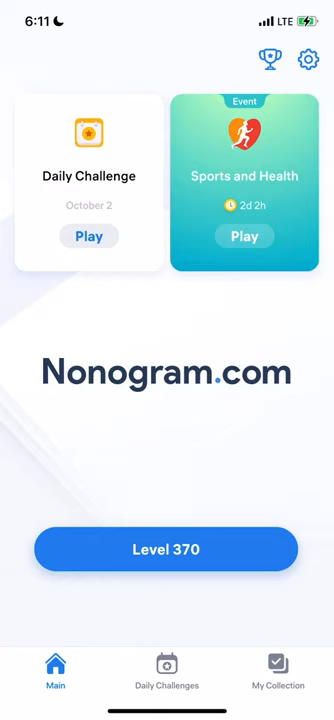 6:11
LTE
Event
Daily Challenge
Sports and Health
October 2
2d 2h
Play
Play
Nonogram.com
Level 370
Main
Daily Challenges
My Collection